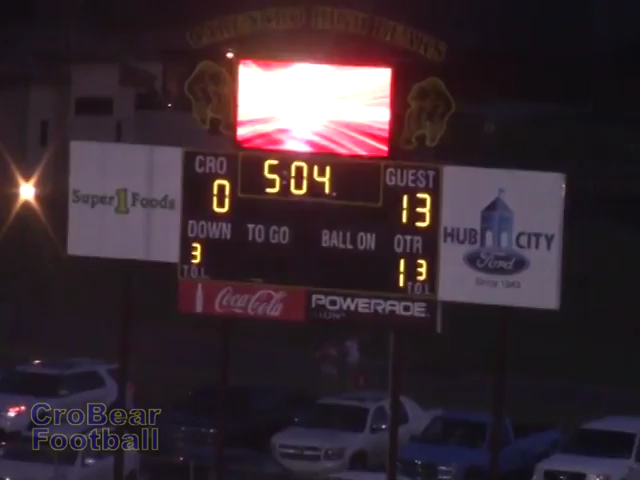 CRO
5:04
GUEST
0
13
DOWN
TO GO
BALL ON
QTR
3
1
3
T.O.L
T.O.L
Super 1 Foods
HUB CITY
Ford
Since 1943
Coca-Cola
POWERADE
CroBear
Football